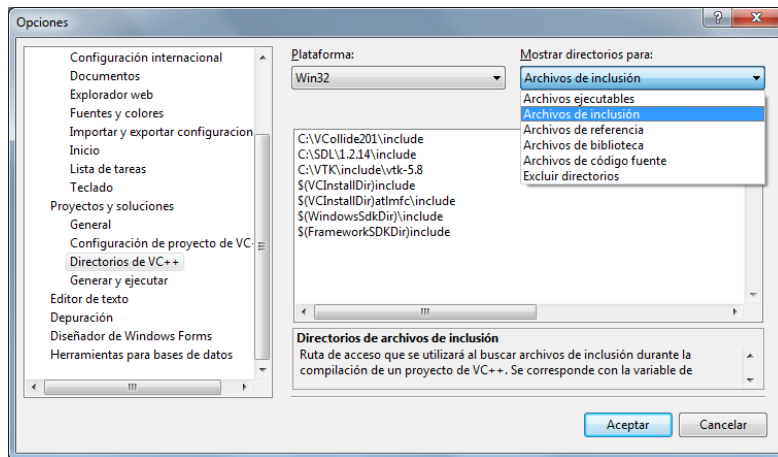 Opciones
Configuración internacional
Documentos
Explorador web
Fuentes y colores
Importar y exportar configuracion
Inicio
Lista de tareas
Teclado
Proyectos y soluciones
General
Configuración de proyecto de VC-
Directorios de VC++
Generar y ejecutar
Editor de texto
Depuración
Diseñador de Windows Forms
Herramientas para bases de datos
Plataforma:
Win32
Mostrar directorios para:
Archivos de inclusión
Archivos ejecutables
Archivos de inclusión
Archivos de referencia
Archivos de biblioteca
Archivos de código fuente
Excluir directorios
C:\VCollide201\include
C:\SDL\1.2.14\include
C:\VTK\include\vtk-5.8
$(VCInstallDir)include
$(VCInstallDir)atlmfc\include
$(WindowsSdkDir)\include
$(FrameworkSDKDir)include
Directorios de archivos de inclusión
Ruta de acceso que se utilizará al buscar archivos de inclusión durante la
compilación de un proyecto de VC++. Se corresponde con la variable de
Aceptar
Cancelar